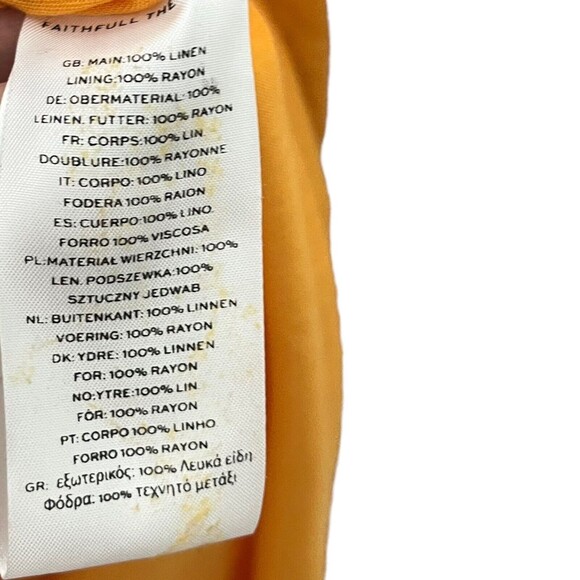 FAITHFULL THE
GB: MAIN:100% LINEN
LINING:100% RAYON
DE: OBERMATERIAL:100%
LEINEN. FUTTER: 100% RAYON
FR: CORPS:100% LIN.
DOUBLURE:100% RAYONNE
IT: CORPO:100% LINO.
FODERA 100% RAION
ES: CUERPO:100% LINO.
FORRO 100% VISCOSA
PL:MATERIAŁ WIERZCHNI: 100%
LEN. PODSZEWKA:100%
SZTUCZNY JEDWAB
NL: BUITENKANT: 100% LINNEN
VOERING: 100% RAYON
DK: YDRE: 100% LINNEN
FOR: 100% RAYON
NO:YTRE:100% LIN
FÔR: 100% RAYON
PT: CORPO 100% LINHO
FORRO 100% RAYON
GR: εξωτερικός: 100% Λευκά είδη
Φόδρα: 100% τεχνητό μετάξι